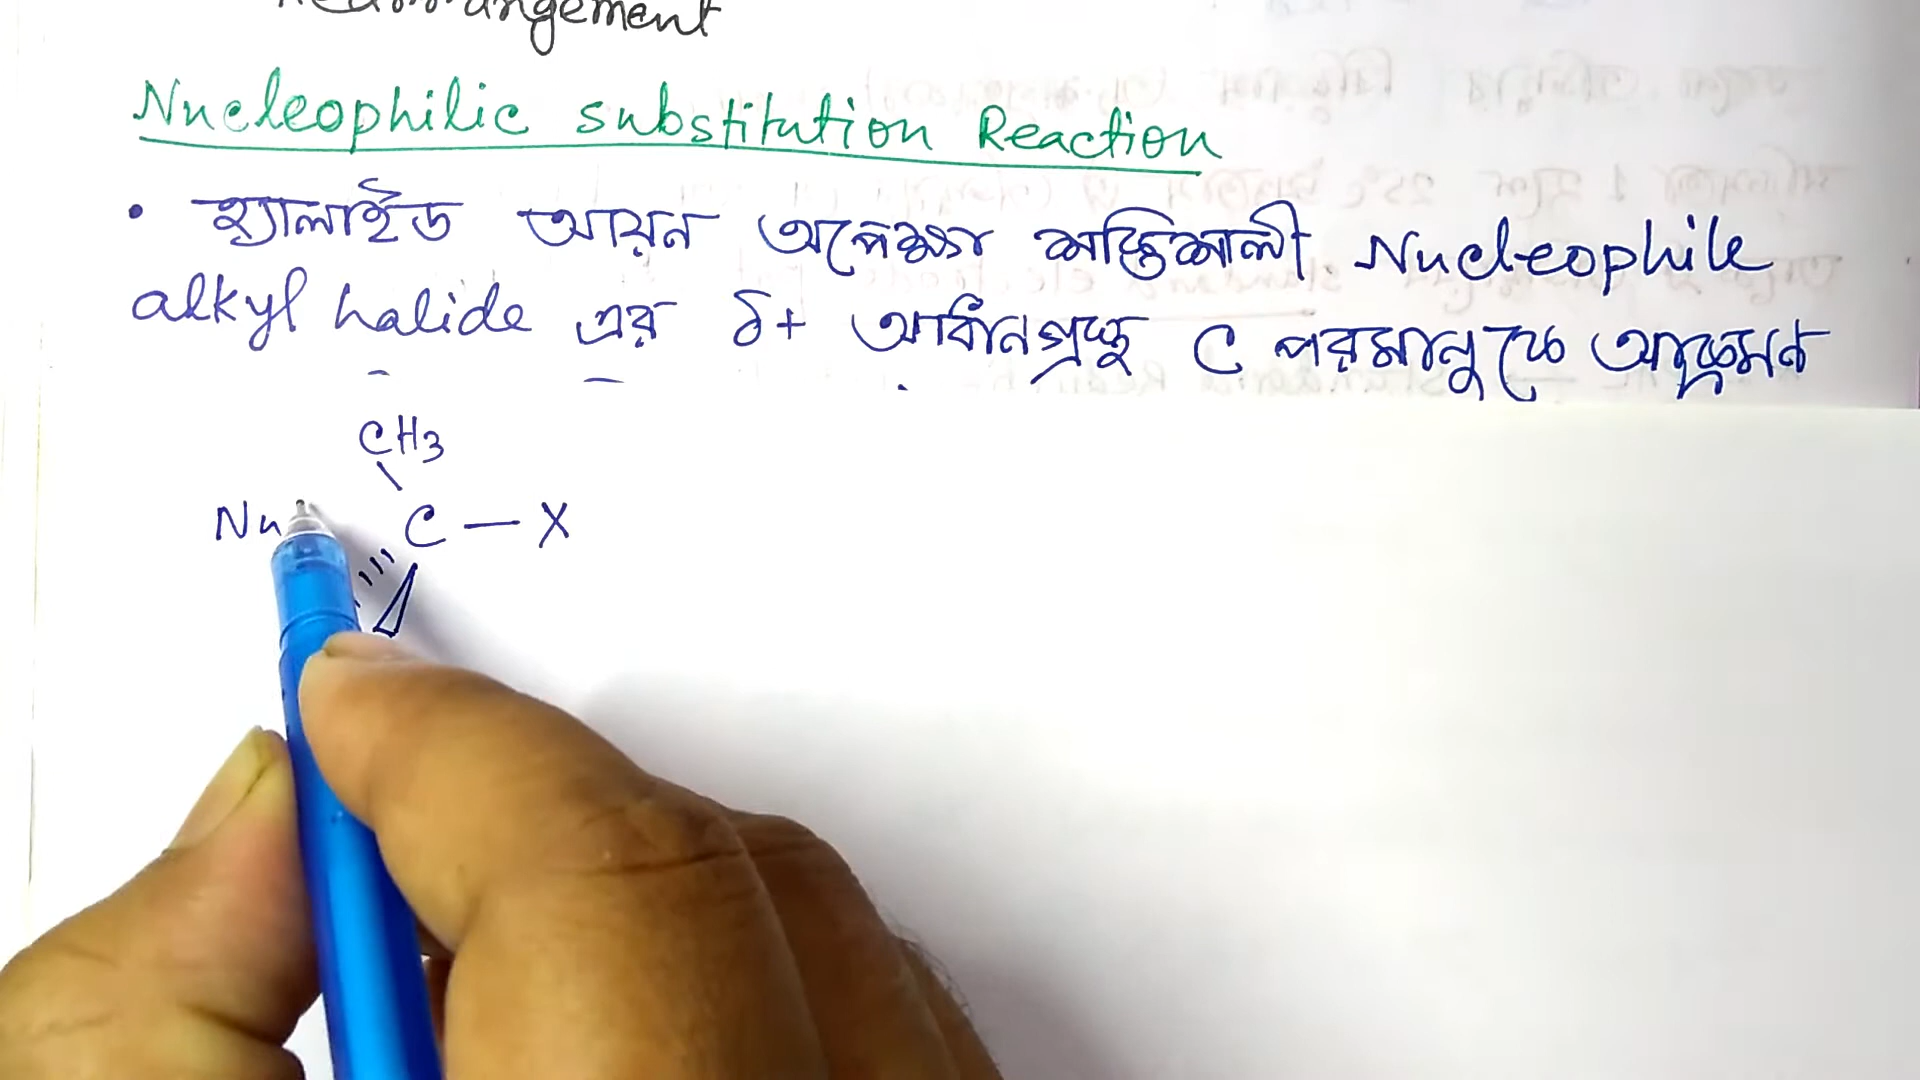 Rearrangement
Nucleophilic substitution Reaction
• হ্যালাইড আয়ন অপেক্ষা শক্তিশালী Nucleophile
alkyl halide এর δ+ আধানগ্রস্থ C পরমানুকে আক্রমণ
CH3
Nu C — X